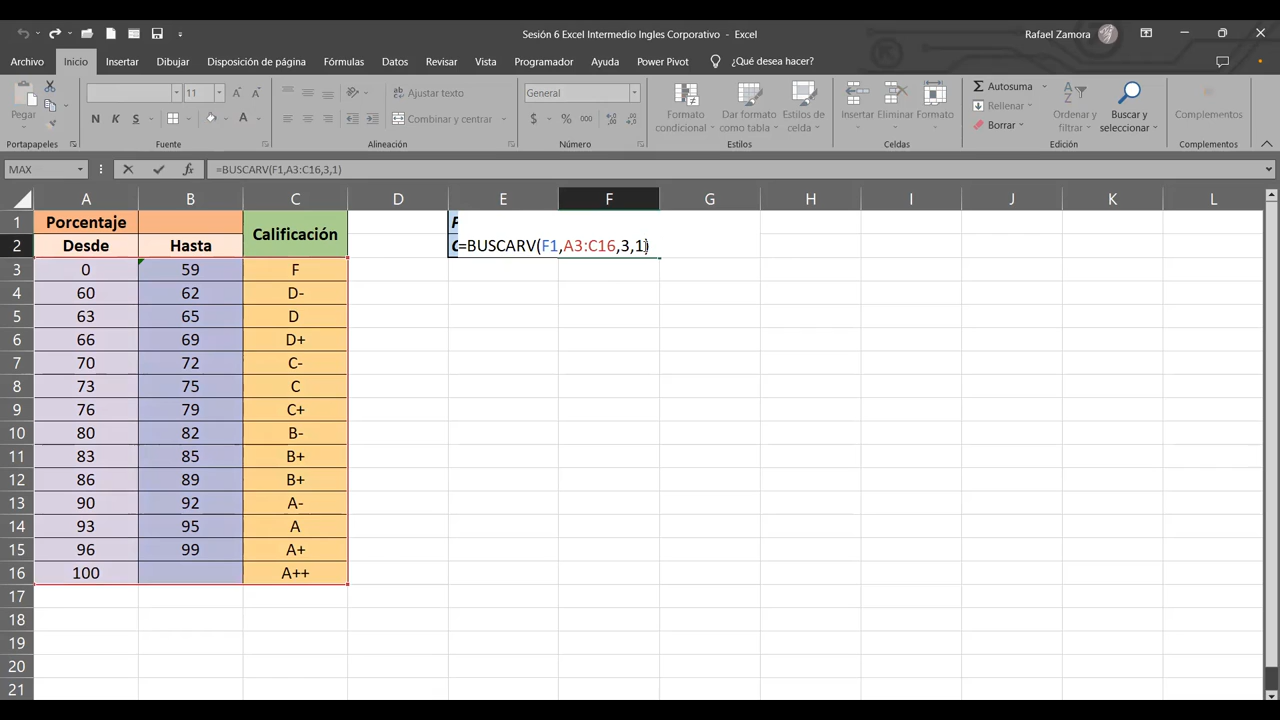 Sesión 6 Excel Intermedio Ingles Corporativo - Excel
Rafael Zamora
Archivo Inicio Insertar Dibujar Disposición de página Fórmulas Datos Revisar Vista Programador Ayuda Power Pivot ¿Qué desea hacer?
Pegar
11
Ajustar texto
General
Formato condicional
Dar formato como tabla
Estilos de celda
Insertar
Eliminar
Formato
Autosuma
Rellenar
Borrar
Ordenar y filtrar
Buscar y seleccionar
Complementos
N K S
Combinar y centrar
$ % 000
Portapapeles Fuente Alineación Número Estilos Celdas Edición Complementos
MAX fx =BUSCARV(F1,A3:C16,3,1)
A B C D E F G H I J K L
1 Porcentaje Calificación
2 Desde Hasta =BUSCARV(F1,A3:C16,3,1)
3 0 59 F
4 60 62 D-
5 63 65 D
6 66 69 D+
7 70 72 C-
8 73 75 C
9 76 79 C+
10 80 82 B-
11 83 85 B+
12 86 89 B+
13 90 92 A-
14 93 95 A
15 96 99 A+
16 100 A++
17
18
19
20
21